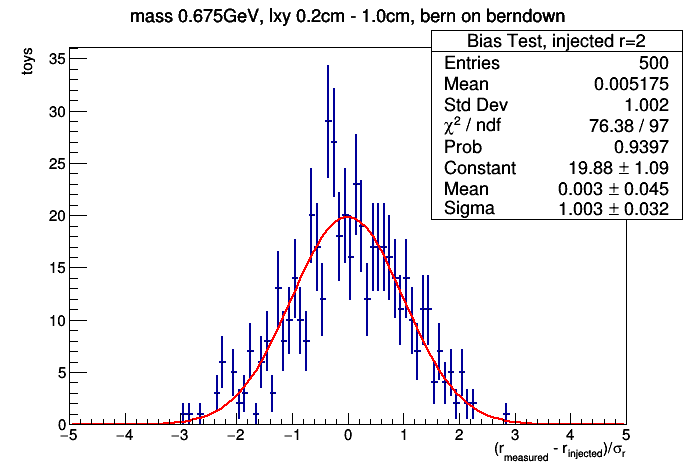 mass 0.675GeV, lxy 0.2cm - 1.0cm, bern on berndown
Bias Test, injected r=2
Entries 500
Mean 0.005175
Std Dev 1.002
χ² / ndf 76.38 / 97
Prob 0.9397
Constant 19.88 ± 1.09
Mean 0.003 ± 0.045
Sigma 1.003 ± 0.032
toys
35
30
25
20
15
10
5
0
−5 −4 −3 −2 −1 0 1 2 3 4 5
(r_measured - r_injected)/σ_r